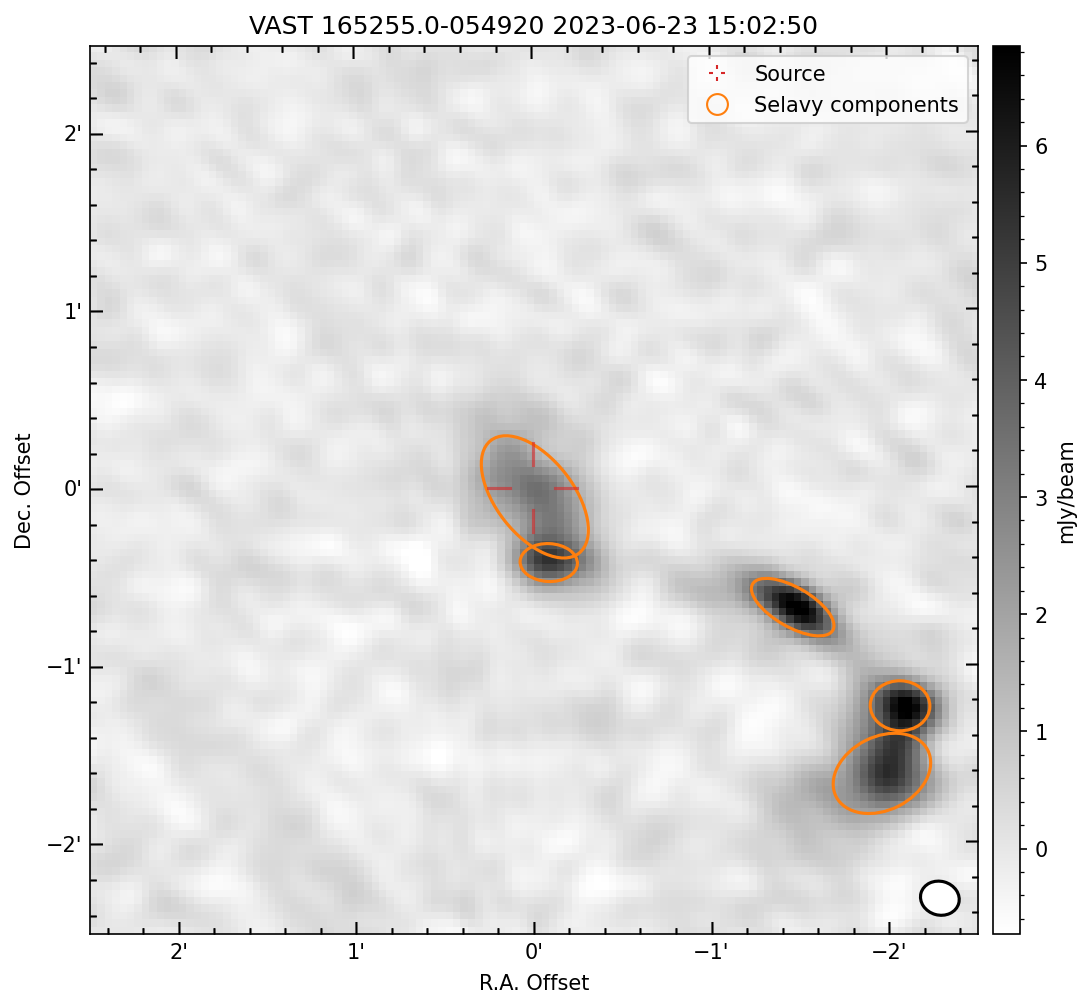 VAST 165255.0-054920 2023-06-23 15:02:50
Source
Selavy components
2'
1'
0'
−1'
−2'
Dec. Offset
2'
1'
0'
−1'
−2'
R.A. Offset
6
5
4
3
2
1
0
mJy/beam